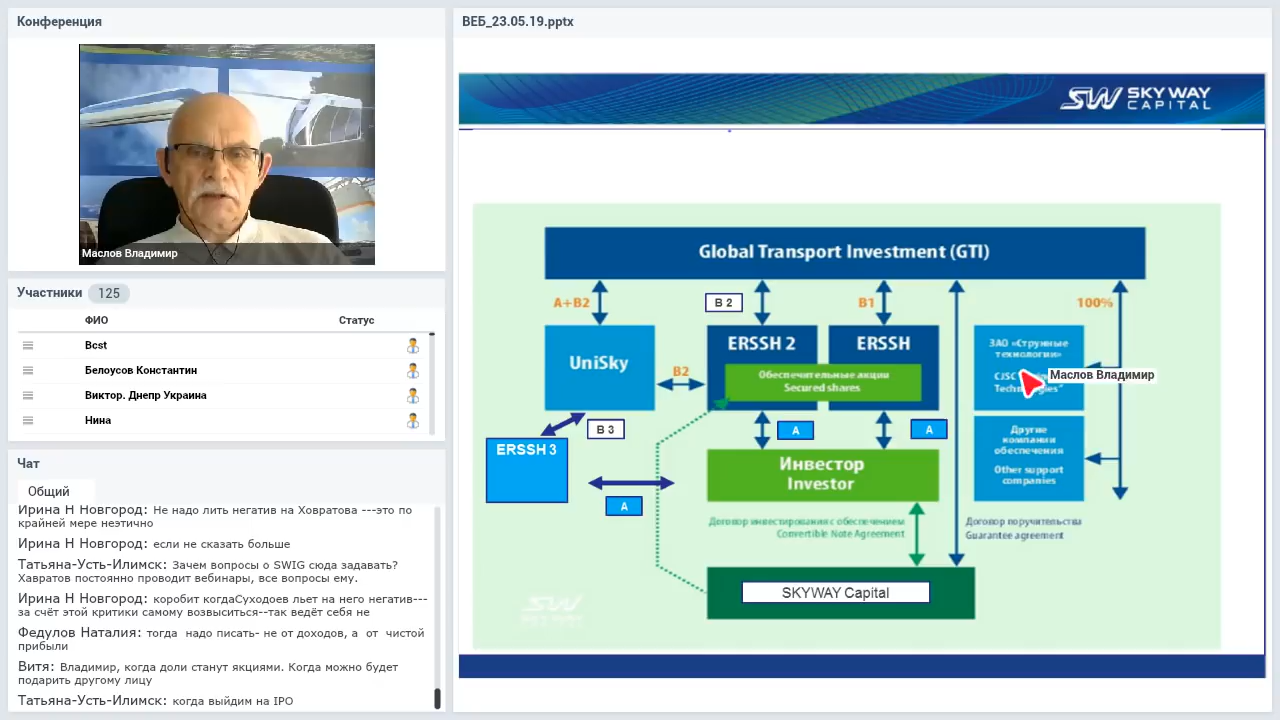 Конференция
Маслов Владимир
Участники 125
ФИО Статус
Bcst
Белоусов Константин
Виктор. Днепр Украина
Нина
Чат
Общий
Ирина Н Новгород: Не надо лить негатив на Ховратова ---это по
крайней мере неэтично
Ирина Н Новгород: если не сказать больше
Татьяна-Усть-Илимск: Зачем вопросы о SWIG сюда задавать?
Хавратов постоянно проводит вебинары, все вопросы ему.
Ирина Н Новгород: коробит когдаСуходоев льет на него негатив---
за счёт этой критики самому возвыситься--так ведёт себя не
Федулов Наталия: тогда надо писать- не от доходов, а от чистой
прибыли
Витя: Владимир, когда доли станут якциями. Когда можно будет
подарить другому лицу
Татьяна-Усть-Илимск: когда выйдим на IPO
ВЕБ_23.05.19.pptx
SW SKY WAY
CAPITAL
Global Transport Investment (GTI)
A+B2
B 2
B1
100%
UniSky
B2
ERSSH 2
ERSSH
Обеспечительные акции
Secured shares
ЗАО «Струнные
технологии»
CJSC
Technologies"
Маслов Владимир
Другие
компании
обеспечения
Other support
companies
ERSSH 3
B 3
A
A
A
Инвестор
Investor
Договор инвестирования с обеспечением
Convertible Note Agreement
Договор поручительства
Guarantee agreement
SKYWAY Capital
SW
SKYWAY